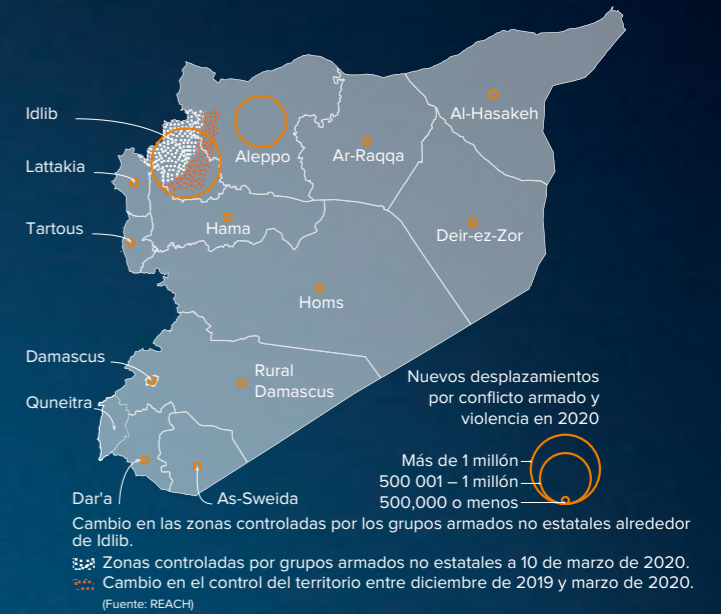 Idlib
Lattakia
Tartous
Damascus
Quneitra
Dar'a
As-Sweida
Aleppo
Ar-Raqqa
Al-Hasakeh
Hama
Deir-ez-Zor
Homs
Rural
Damascus
Nuevos desplazamientos
por conflicto armado y
violencia en 2020
Más de 1 millón
500 001 – 1 millón
500,000 o menos
Cambio en las zonas controladas por los grupos armados no estatales alrededor
de Idlib.
Zonas controladas por grupos armados no estatales a 10 de marzo de 2020.
Cambio en el control del territorio entre diciembre de 2019 y marzo de 2020.
(Fuente: REACH)